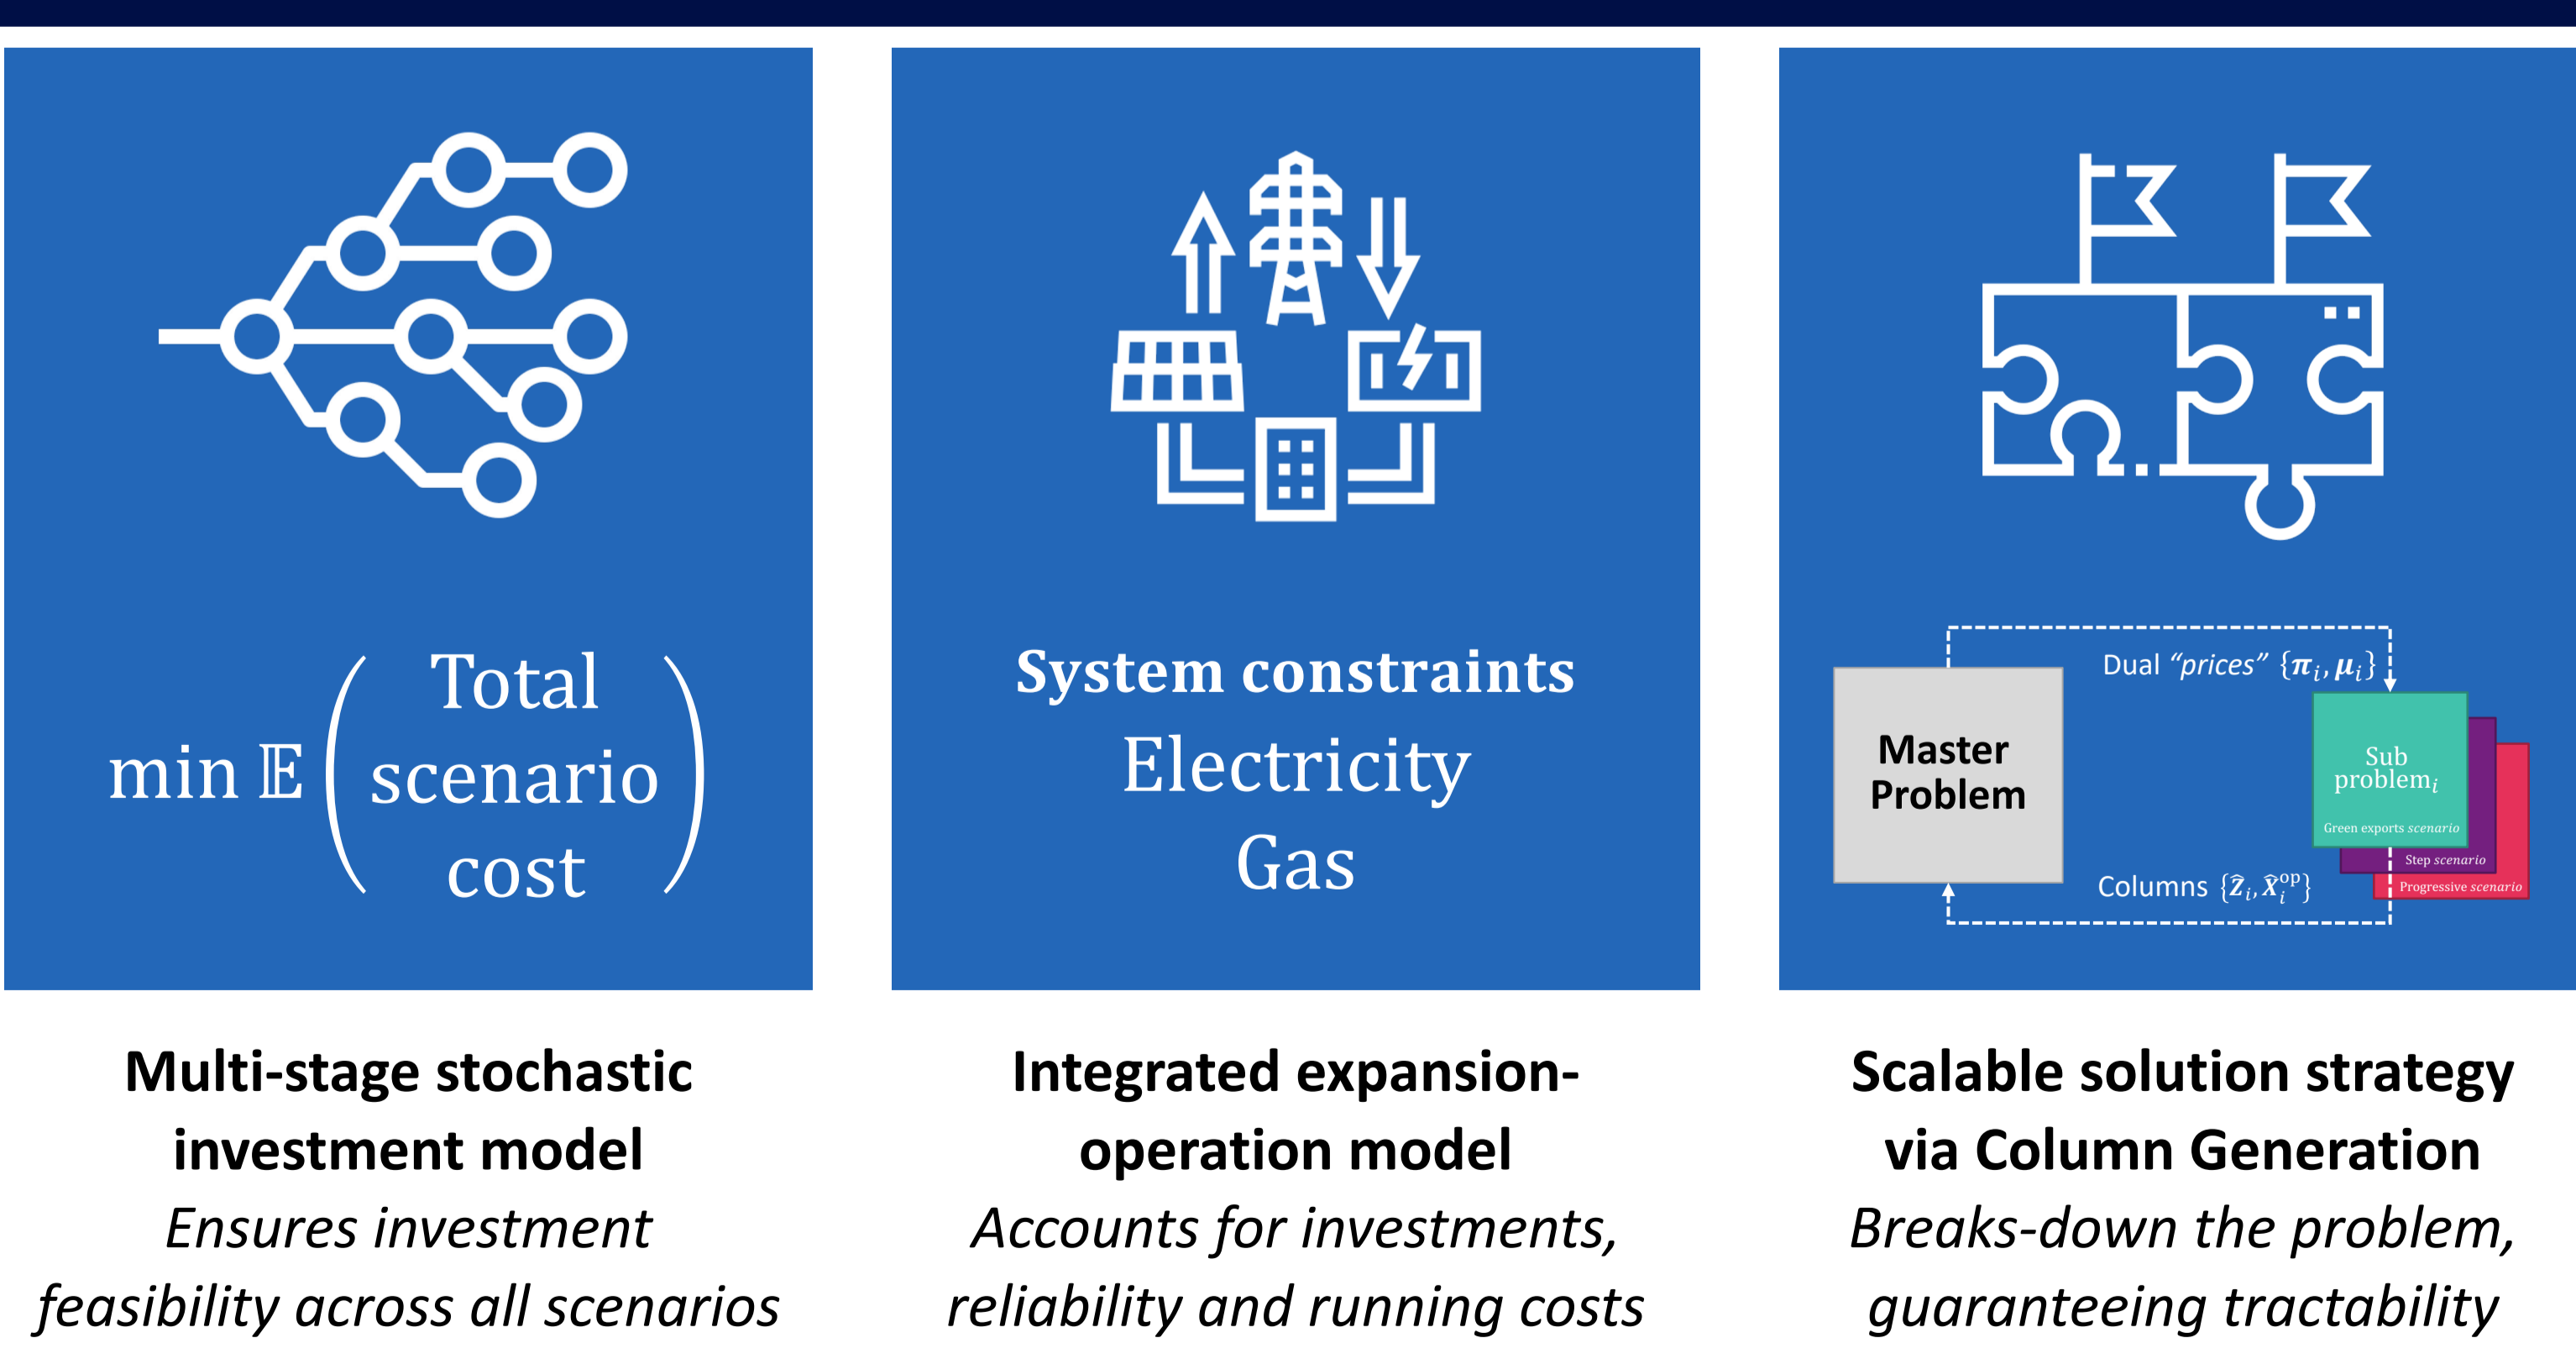 min 𝔼 ( Total
scenario
cost )
Multi-stage stochastic
investment model
Ensures investment
feasibility across all scenarios
System constraints
Electricity
Gas
Integrated expansion-
operation model
Accounts for investments,
reliability and running costs
Dual “prices” {π_i, μ_i}
Master
Problem
Sub
problem_i
Green exports scenario
Step scenario
Progressive scenario
Columns {Ẑ_i, X̂_i^op}
Scalable solution strategy
via Column Generation
Breaks-down the problem,
guaranteeing tractability